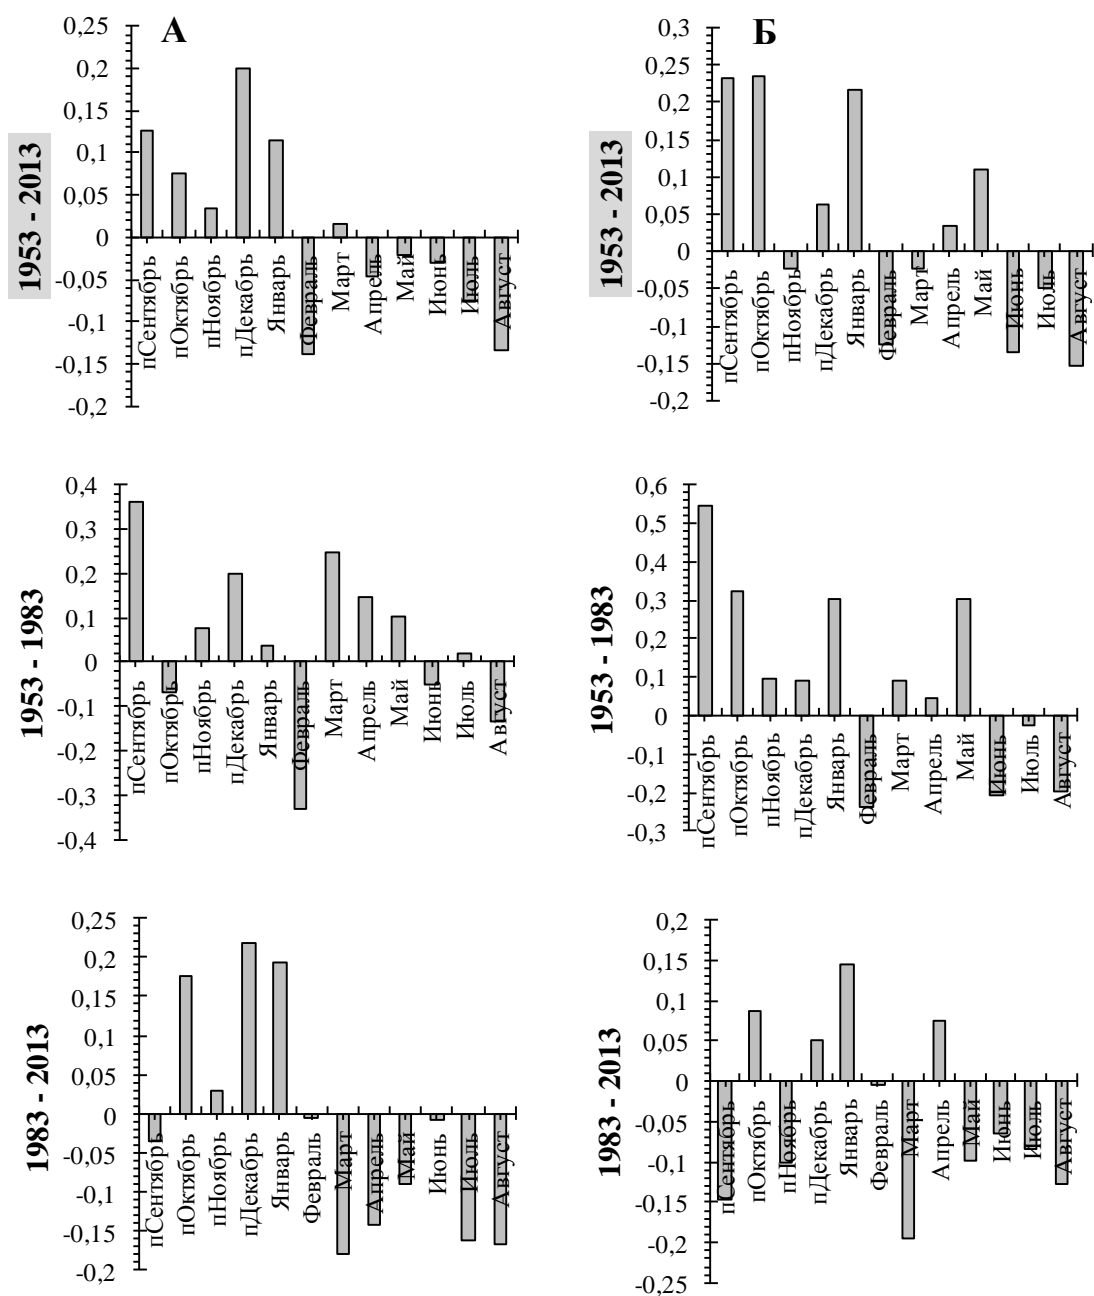 А
0,25
0,2
0,15
0,1
0,05
0
-0,05
-0,1
-0,15
-0,2
1953 - 2013
пСентябрь
пОктябрь
пНоябрь
пДекабрь
Январь
Февраль
Март
Апрель
Май
Июнь
Июль
Август
Б
0,3
0,25
0,2
0,15
0,1
0,05
0
-0,05
-0,1
-0,15
-0,2
1953 - 2013
пСентябрь
пОктябрь
пНоябрь
пДекабрь
Январь
Февраль
Март
Апрель
Май
Июнь
Июль
Август
0,4
0,3
0,2
0,1
0
-0,1
-0,2
-0,3
-0,4
1953 - 1983
пСентябрь
пОктябрь
пНоябрь
пДекабрь
Январь
Февраль
Март
Апрель
Май
Июнь
Июль
Август
0,6
0,5
0,4
0,3
0,2
0,1
0
-0,1
-0,2
-0,3
1953 - 1983
пСентябрь
пОктябрь
пНоябрь
пДекабрь
Январь
Февраль
Март
Апрель
Май
Июнь
Июль
Август
0,25
0,2
0,15
0,1
0,05
0
-0,05
-0,1
-0,15
-0,2
1983 - 2013
пСентябрь
пОктябрь
пНоябрь
пДекабрь
Январь
Февраль
Март
Апрель
Май
Июнь
Июль
Август
0,2
0,15
0,1
0,05
0
-0,05
-0,1
-0,15
-0,2
-0,25
1983 - 2013
пСентябрь
пОктябрь
пНоябрь
пДекабрь
Январь
Февраль
Март
Апрель
Май
Июнь
Июль
Август